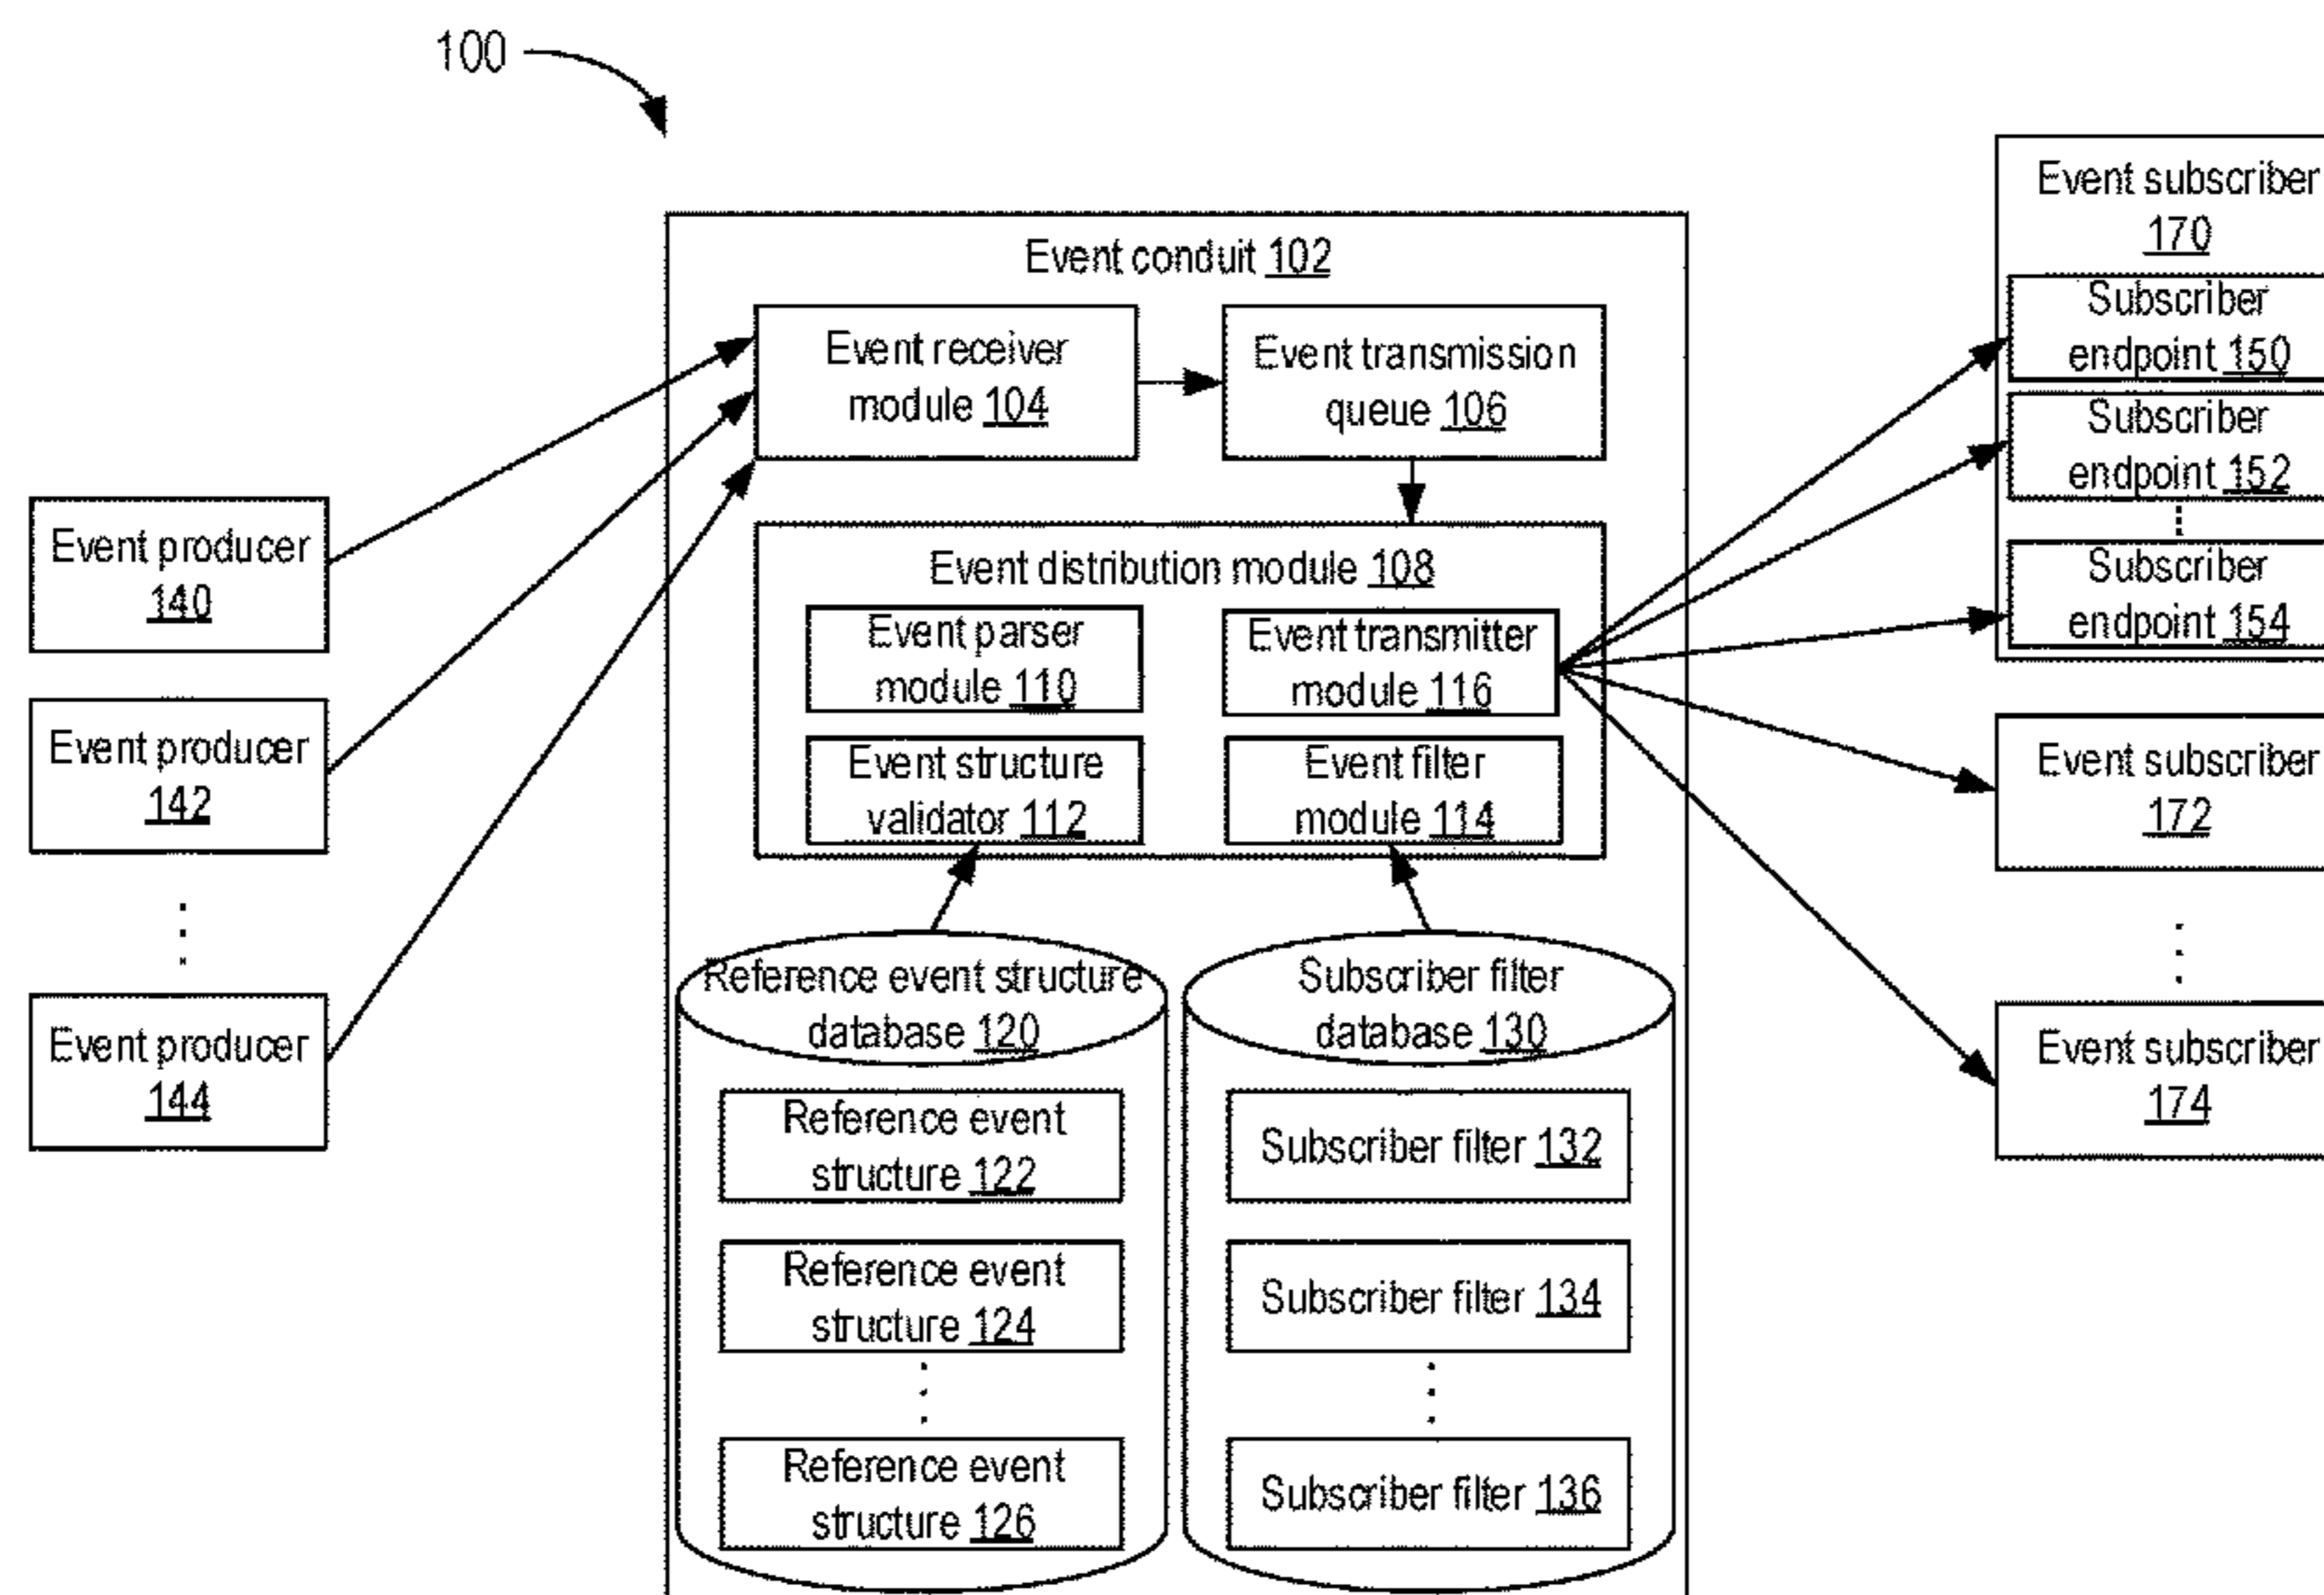 100
Event conduit 102
Event receiver
module 104
Event transmission
queue 106
Event distribution module 108
Event parser
module 110
Event transmitter
module 116
Event structure
validator 112
Event filter
module 114
Reference event structure
database 120
Reference event
structure 122
Reference event
structure 124
Reference event
structure 126
Subscriber filter
database 130
Subscriber filter 132
Subscriber filter 134
Subscriber filter 136
Event producer
140
Event producer
142
Event producer
144
Event subscriber
170
Subscriber
endpoint 150
Subscriber
endpoint 152
Subscriber
endpoint 154
Event subscriber
172
Event subscriber
174